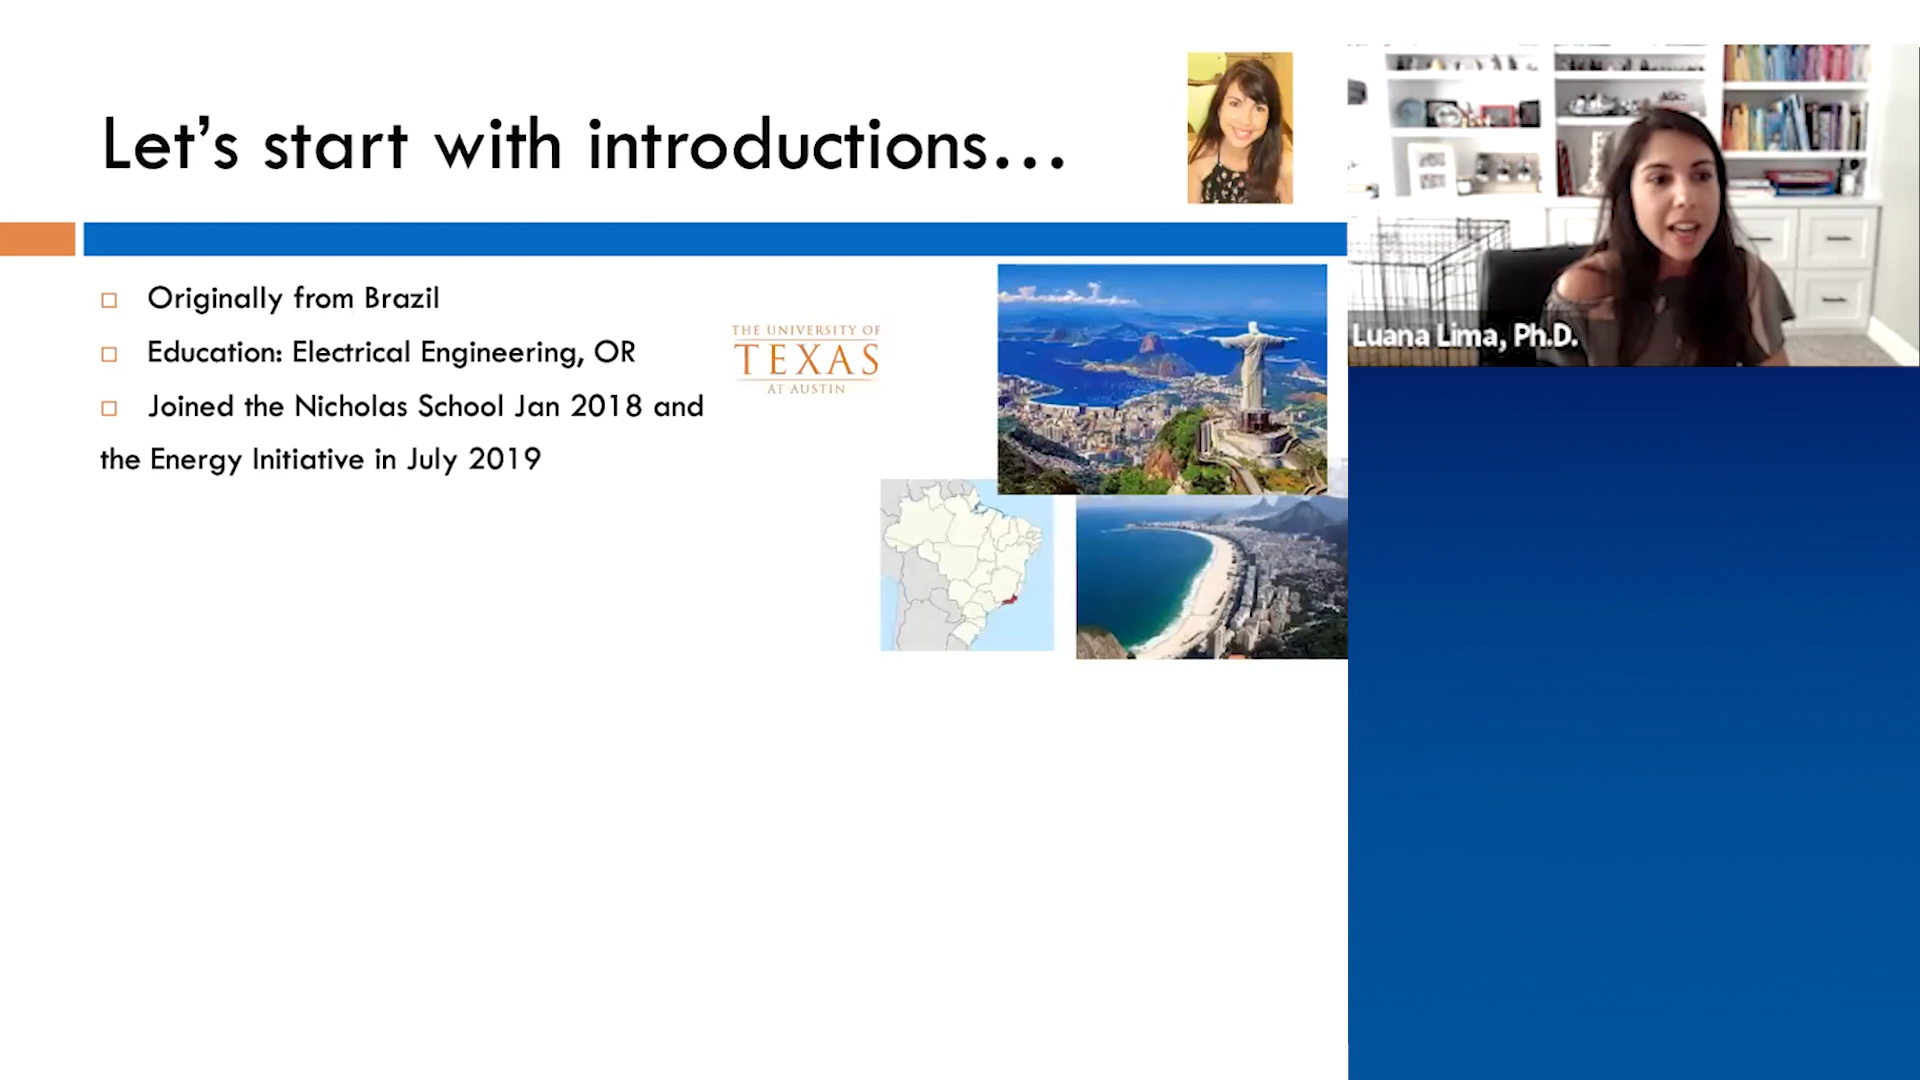 Let's start with introductions...
Originally from Brazil
Education: Electrical Engineering, OR
Joined the Nicholas School Jan 2018 and
the Energy Initiative in July 2019
THE UNIVERSITY OF
TEXAS
AT AUSTIN
Luana Lima, Ph.D.